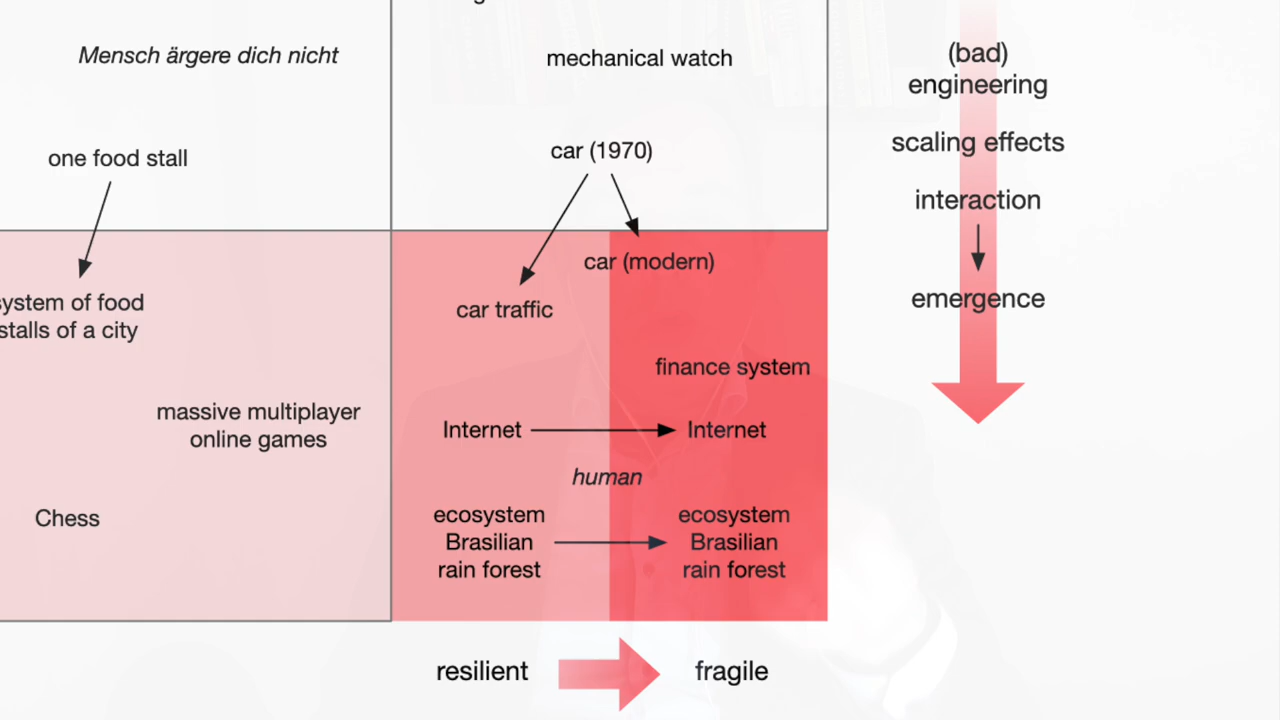 Mensch ärgere dich nicht
mechanical watch
(bad)
engineering
one food stall
car (1970)
scaling effects
interaction
car (modern)
system of food
stalls of a city
car traffic
emergence
finance system
massive multiplayer
online games
Internet
Internet
human
Chess
ecosystem
Brasilian
rain forest
ecosystem
Brasilian
rain forest
resilient
fragile